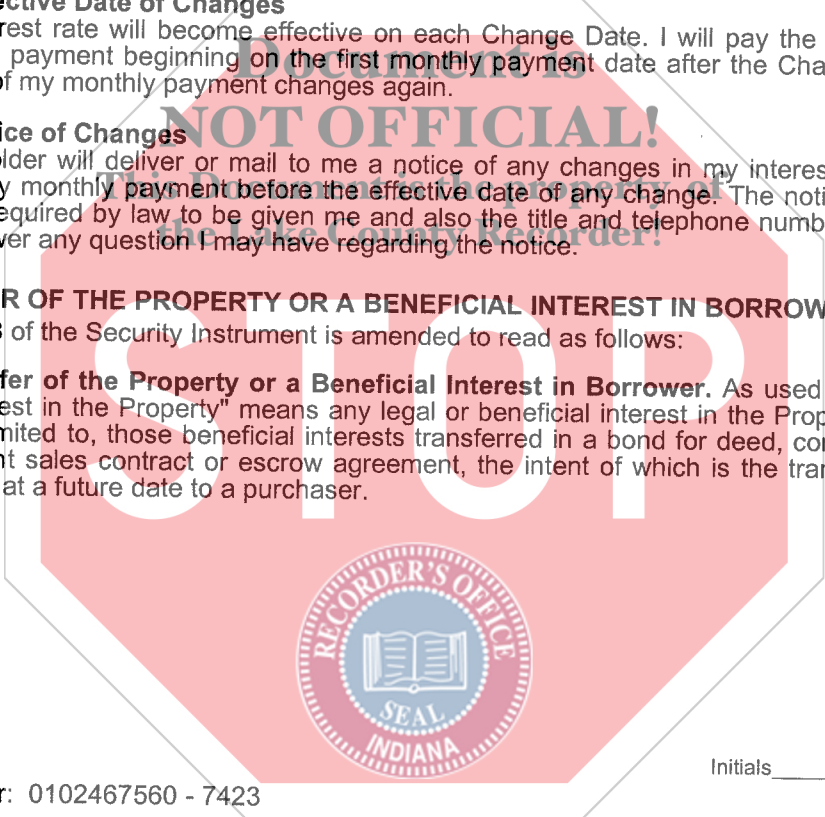 ective Date of Changes
rest rate will become effective on each Change Date. I will pay the
payment beginning on the first monthly payment date after the Cha
of my monthly payment changes again.
ice of Changes
lder will deliver or mail to me a notice of any changes in my interes
y monthly payment before the effective date of any change. The noti
equired by law to be given me and also the title and telephone numb
ver any question I may have regarding the notice.
R OF THE PROPERTY OR A BENEFICIAL INTEREST IN BORROW
of the Security Instrument is amended to read as follows:
fer of the Property or a Beneficial Interest in Borrower. As used
est in the Property" means any legal or beneficial interest in the Prop
mited to, those beneficial interests transferred in a bond for deed, co
nt sales contract or escrow agreement, the intent of which is the tran
at a future date to a purchaser.
Document is
NOT OFFICIAL!
This Document is the property of
the Lake County Recorder!
STOP
RECORDER'S OFFICE
SEAL
INDIANA
Initials
r: 0102467560 - 7423